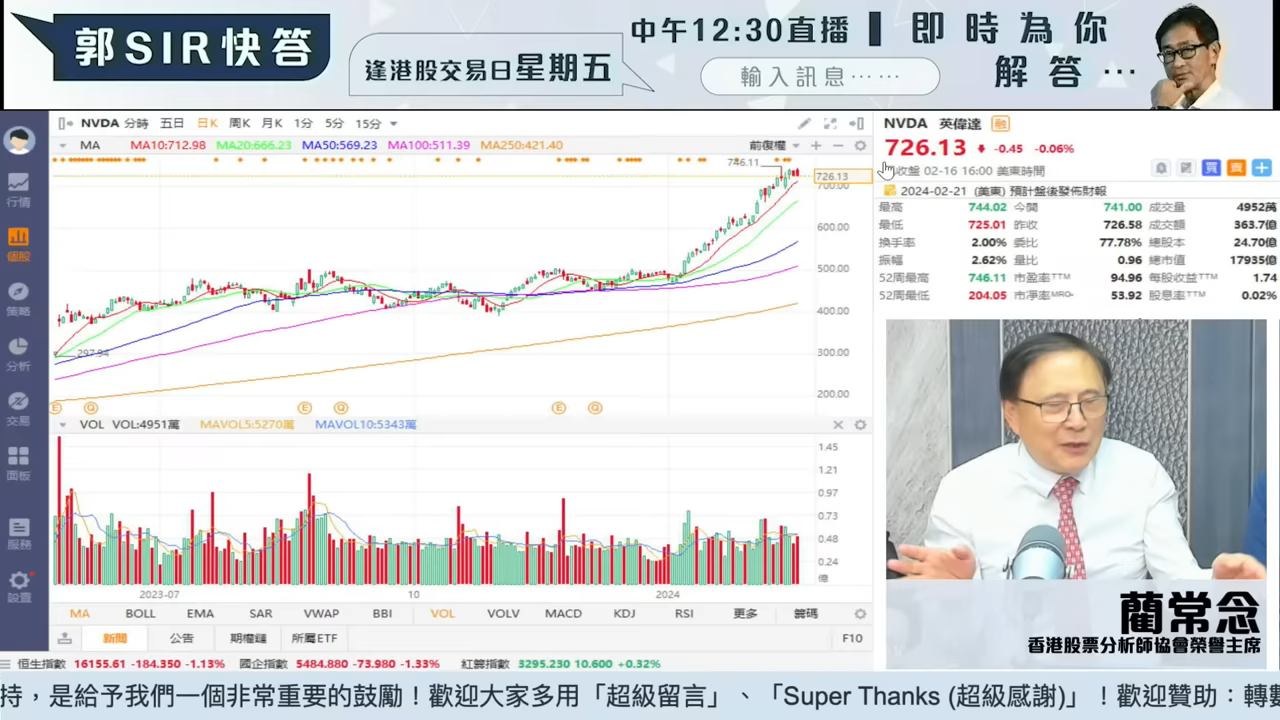 郭SIR快答
逢港股交易日星期五
中午12:30直播
即時為你
解答…
輸入訊息……
NVDA 分時 五日 日K 周K 月K 1分 5分 15分
MA MA10:712.98 MA20:666.23 MA50:569.23 MA100:511.39 MA250:421.40 前復權
746.11
726.13
700.00
600.00
500.00
400.00
300.00
200.00
297.94
E Q E Q E Q
VOL VOL:4951萬 MAVOL5:5270萬 MAVOL10:5343萬
1.45
1.21
0.97
0.73
0.48
0.24
億
2023-07 10 2024
MA BOLL EMA SAR VWAP BBI VOL VOLV MACD KDJ RSI 更多 籌碼
新聞 公告 期權鏈 所屬ETF F10
行情
個股
策略
分析
交易
面板
服務
設置
NVDA 英偉達 融
726.13 -0.45 -0.06%
收盤 02-16 16:00 美東時間
買 賣
2024-02-21 (美東) 預計盤後發佈財報
最高 744.02 今開 741.00 成交量 4952萬
最低 725.01 昨收 726.58 成交額 363.7億
換手率 2.00% 委比 77.78% 總股本 24.70億
振幅 2.62% 量比 0.96 總市值 17935億
52周最高 746.11 市盈率TTM 94.96 每股收益TTM 1.74
52周最低 204.05 市凈率MRQ 53.92 股息率TTM 0.02%
藺常念
香港股票分析師協會榮譽主席
恒生指數 16155.61 -184.350 -1.13% 國企指數 5484.880 -73.980 -1.33% 紅籌指數 3295.230 10.600 +0.32%
持，是給予我們一個非常重要的鼓勵！歡迎大家多用「超級留言」、「Super Thanks (超級感謝)」！歡迎贊助：轉數